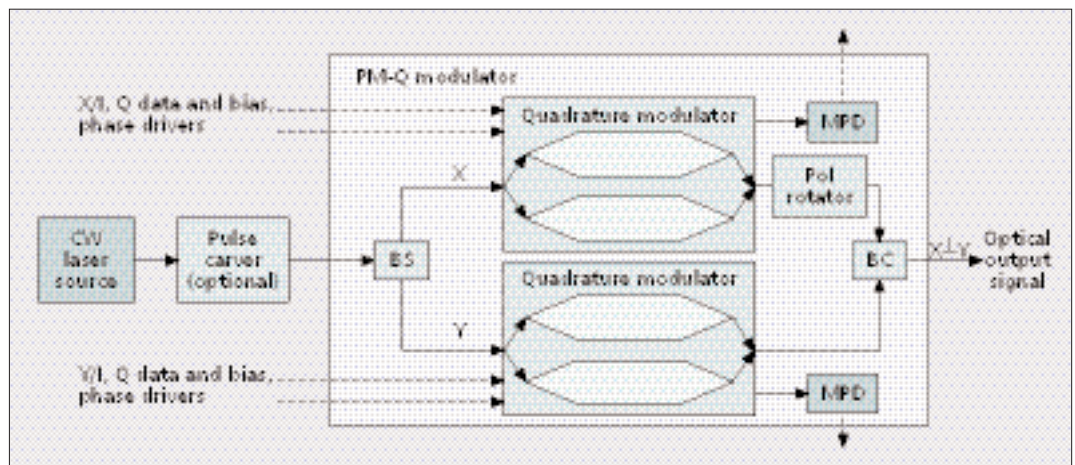 PM-Q modulator
X/I, Q data and bias,
phase drivers
Quadrature modulator
MPD
X
Pol
rotator
CW
laser
source
Pulse
carver
(optional)
BS
BC
X⊥Y
Optical
output
signal
Quadrature modulator
Y
Y/I, Q data and bias,
phase drivers
MPD